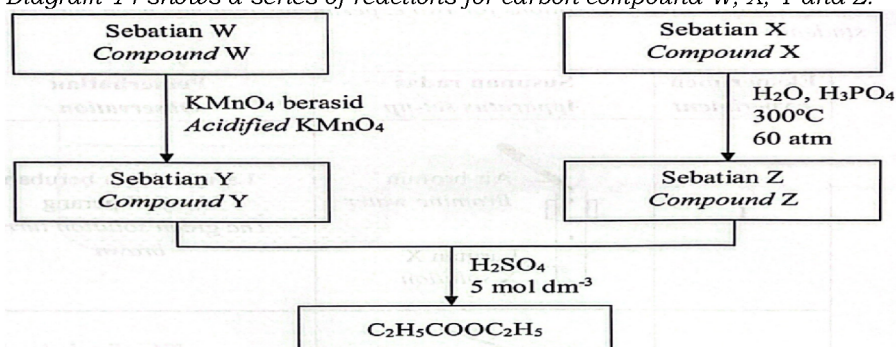 Diagram 14 shows a series of reactions for carbon compound W, X, Y and Z.
Sebatian W
Compound W
Sebatian X
Compound X
KMnO₄ berasid
Acidified KMnO₄
H₂O, H₃PO₄
300°C
60 atm
Sebatian Y
Compound Y
Sebatian Z
Compound Z
H₂SO₄
5 mol dm⁻³
C₂H₅COOC₂H₅